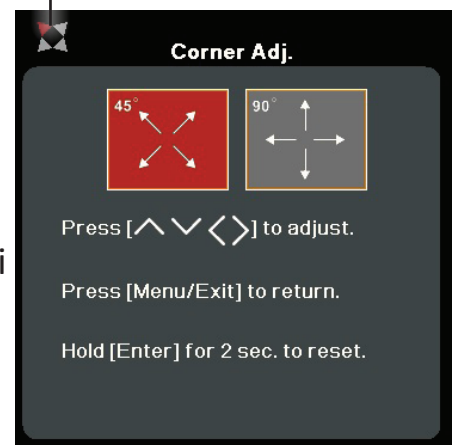 Corner Adj.
45° 90°
Press [∧ ∨ < >] to adjust.
i
Press [Menu/Exit] to return.
Hold [Enter] for 2 sec. to reset.